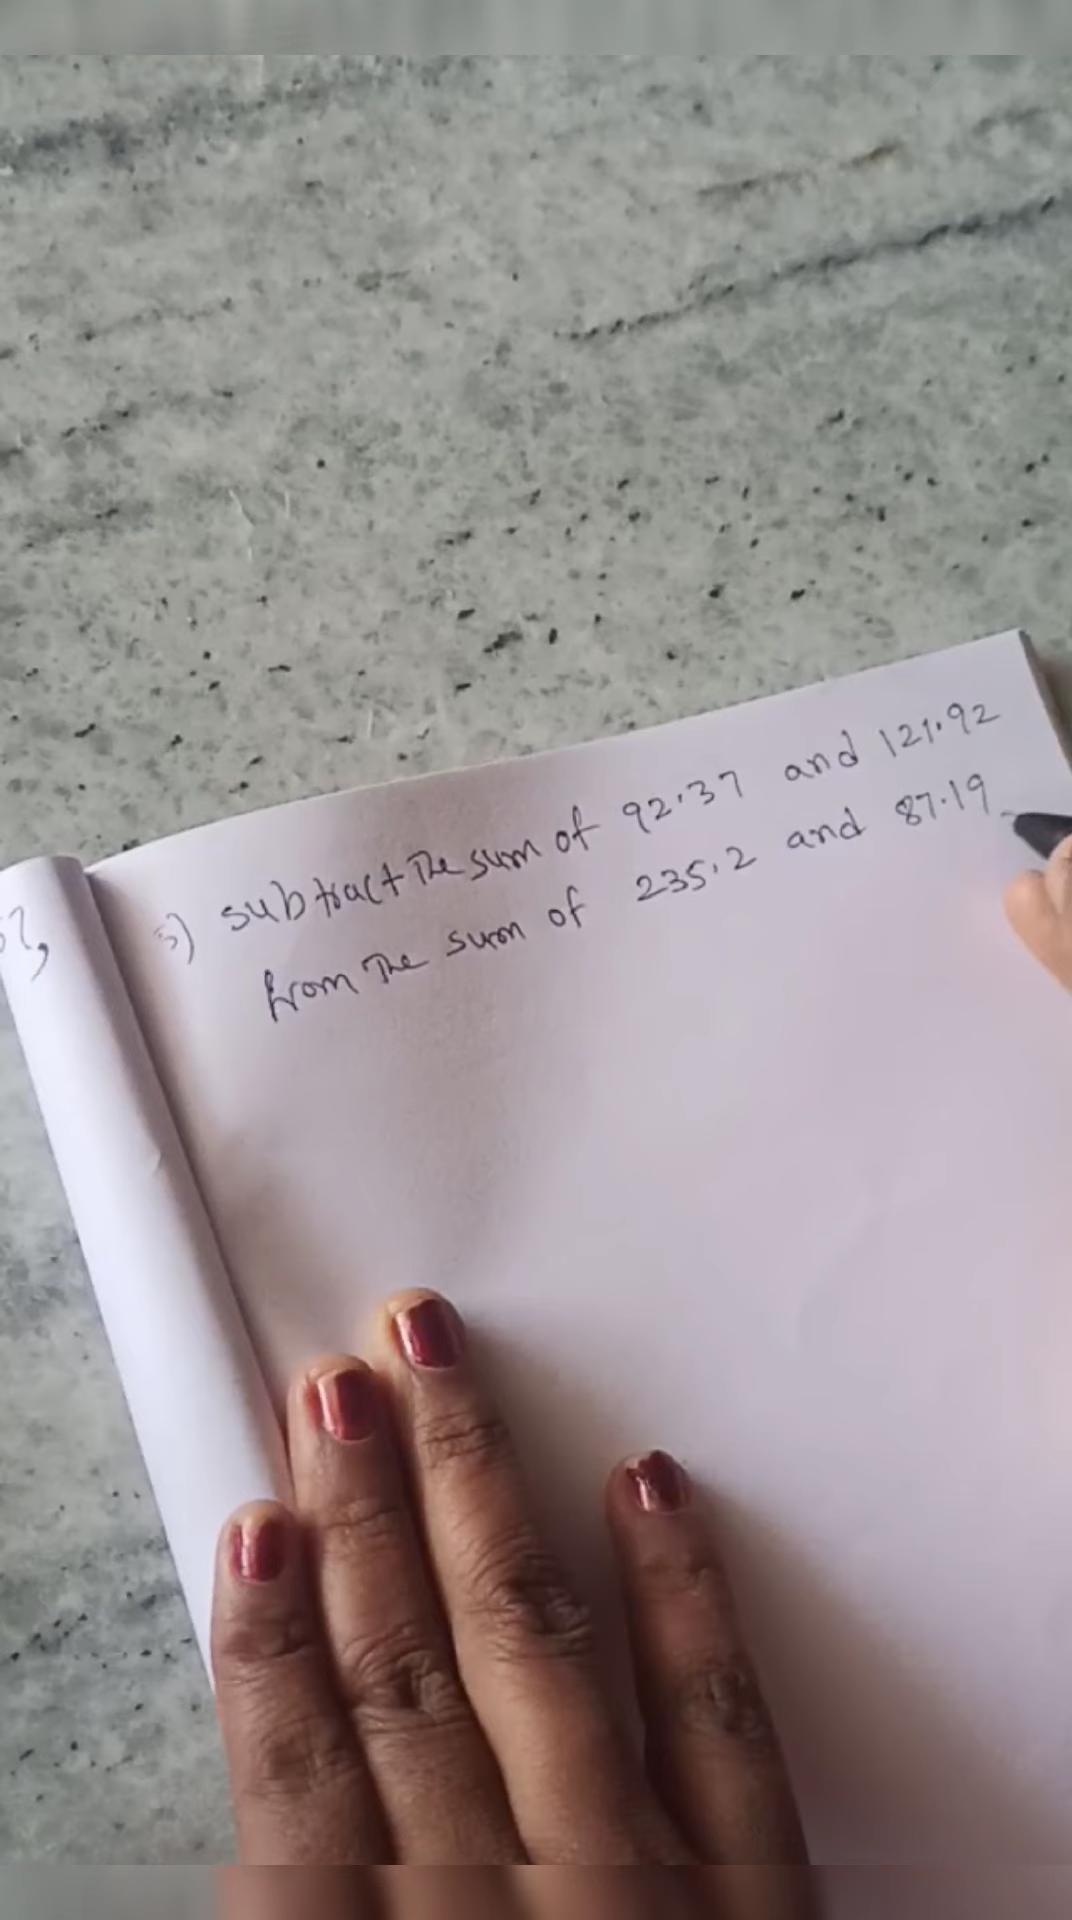 5) subtract The sum of 92.37 and 121.92
from The sum of 235.2 and 87.19